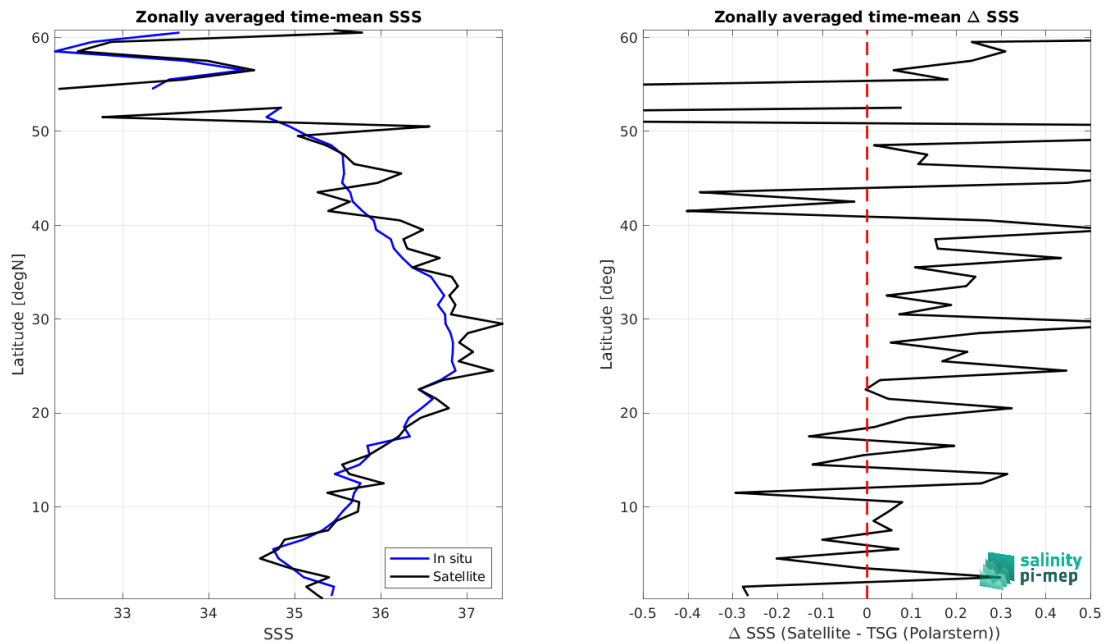 Zonally averaged time-mean SSS
60
50
40
30
20
10
Latitude [degN]
33
34
35
36
37
SSS
In situ
Satellite
Zonally averaged time-mean Δ SSS
60
50
40
30
20
10
Latitude [deg]
-0.5
-0.4
-0.3
-0.2
-0.1
0
0.1
0.2
0.3
0.4
0.5
Δ SSS (Satellite - TSG (Polarstern))
salinity
pi-mep